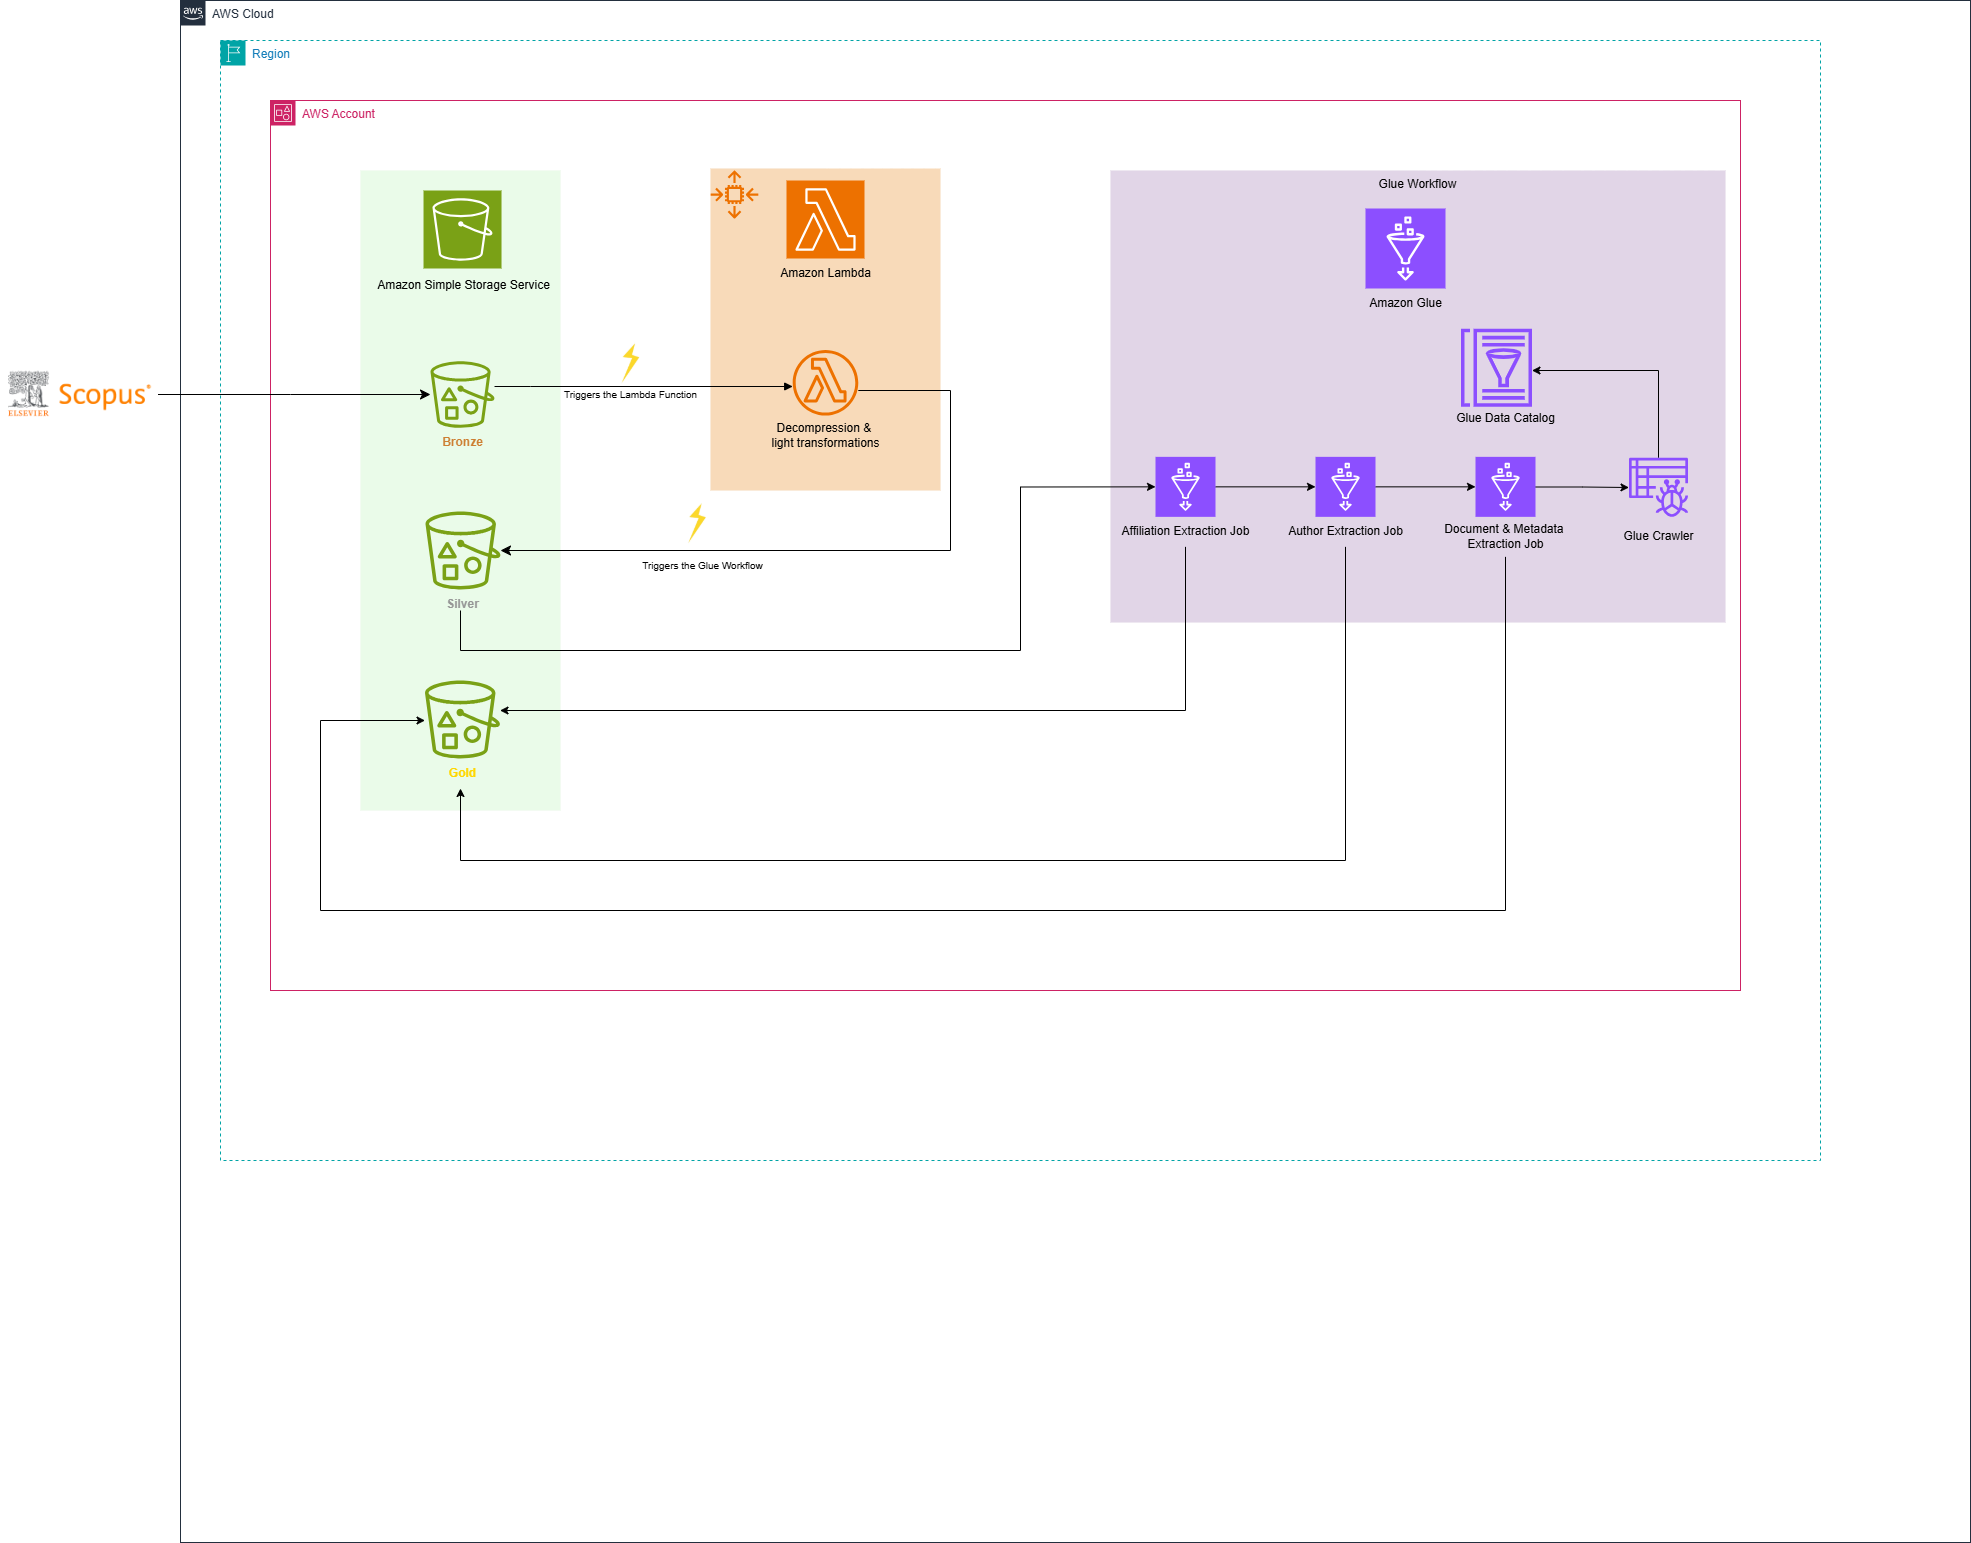 aws
AWS Cloud
Region
AWS Account
Glue Workflow
Amazon Simple Storage Service
Amazon Lambda
Amazon Glue
ELSEVIER
Scopus®
Triggers the Lambda Function
Bronze
Decompression &
light transformations
Glue Data Catalog
Triggers the Glue Workflow
Affiliation Extraction Job
Author Extraction Job
Document & Metadata
Extraction Job
Glue Crawler
Silver
Gold